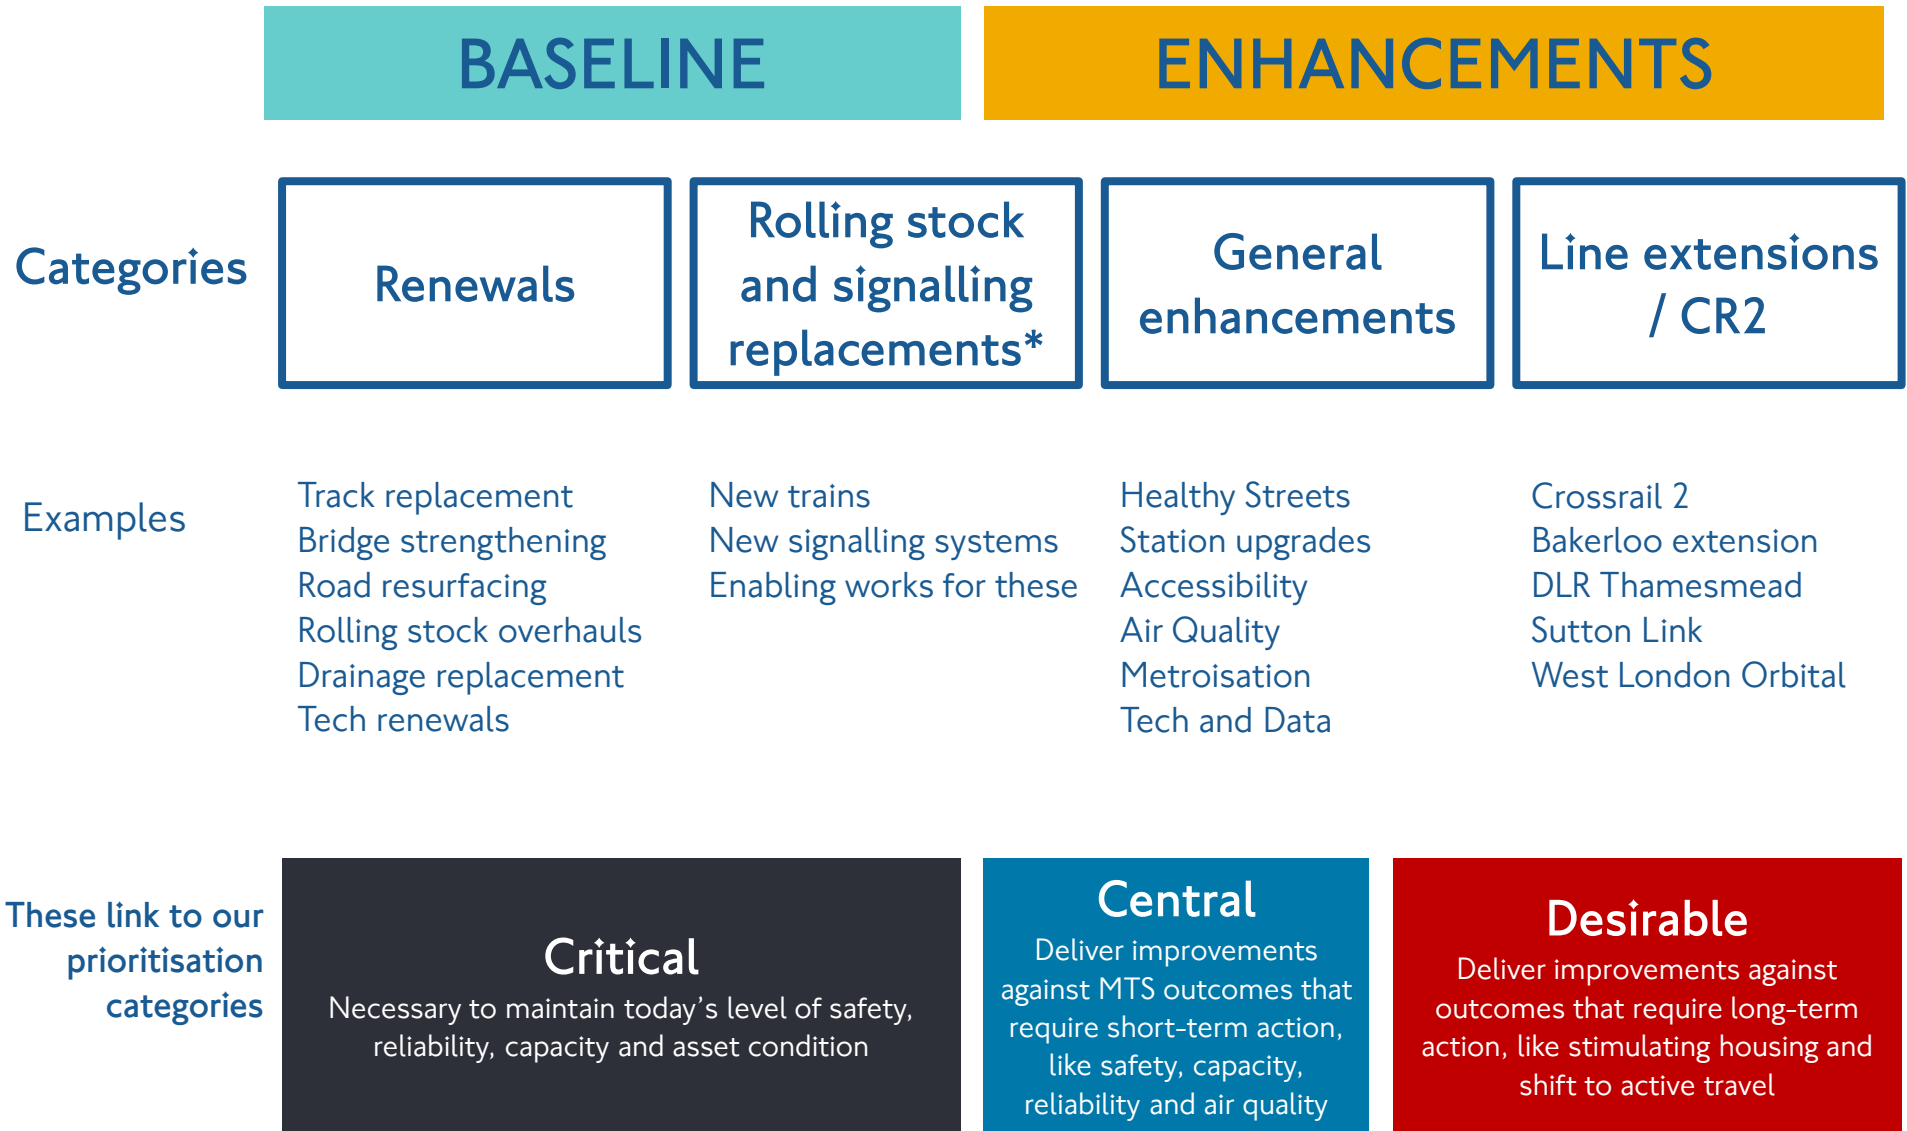 BASELINE
ENHANCEMENTS
Categories
Renewals
Rolling stock
and signalling
replacements*
General
enhancements
Line extensions
/ CR2
Examples
Track replacement
Bridge strengthening
Road resurfacing
Rolling stock overhauls
Drainage replacement
Tech renewals
New trains
New signalling systems
Enabling works for these
Healthy Streets
Station upgrades
Accessibility
Air Quality
Metroisation
Tech and Data
Crossrail 2
Bakerloo extension
DLR Thamesmead
Sutton Link
West London Orbital
These link to our
prioritisation
categories
Critical
Necessary to maintain today’s level of safety,
reliability, capacity and asset condition
Central
Deliver improvements
against MTS outcomes that
require short-term action,
like safety, capacity,
reliability and air quality
Desirable
Deliver improvements against
outcomes that require long-term
action, like stimulating housing and
shift to active travel